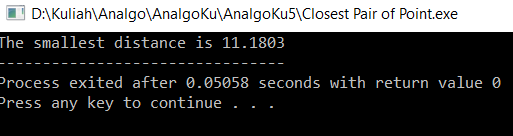 D:\Kuliah\Analgo\AnalgoKu\AnalgoKu5\Closest Pair of Point.exe
The smallest distance is 11.1803
--------------------------------
Process exited after 0.05058 seconds with return value 0
Press any key to continue . . .